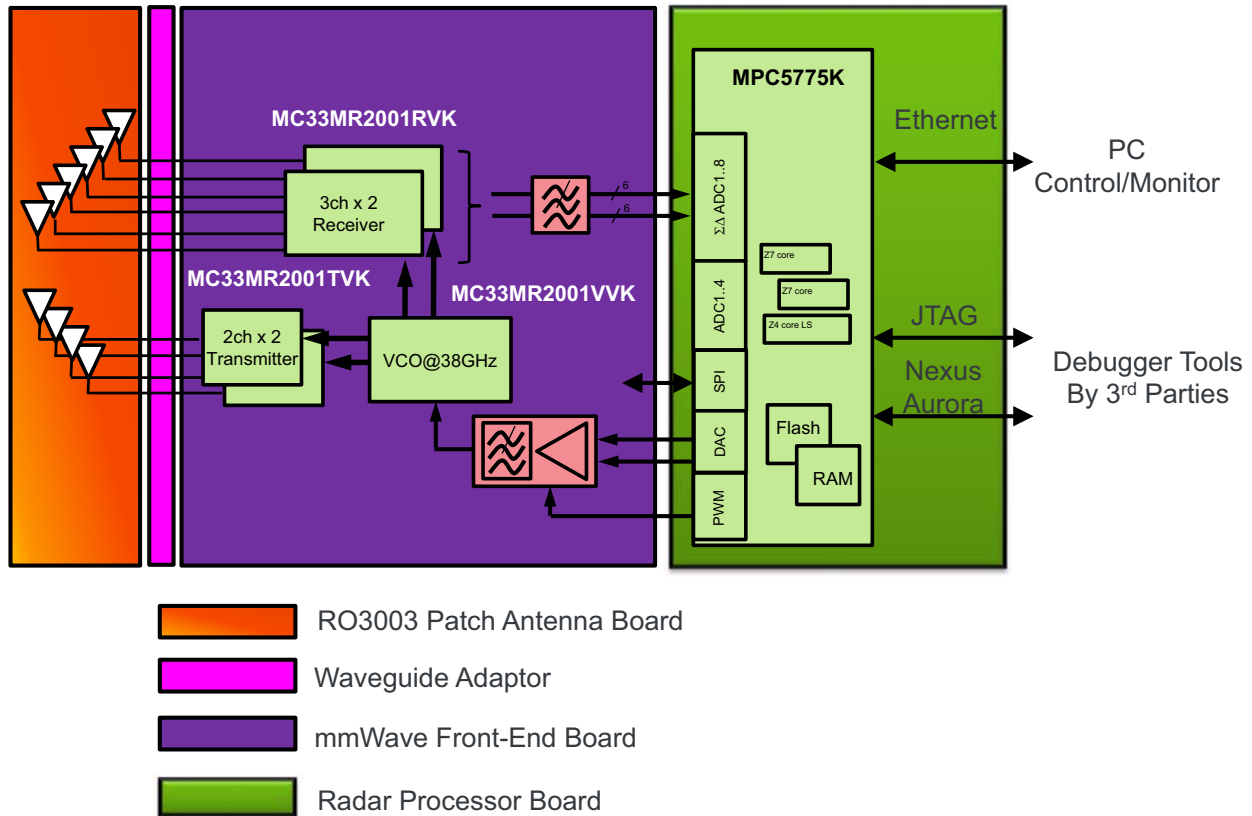 MPC5775K
MC33MR2001RVK
Ethernet
PC
Control/Monitor
ΣΔ ADC1..8
6
6
3ch x 2
Receiver
Z7 core
Z7 core
Z4 core LS
MC33MR2001TVK
MC33MR2001VVK
ADC1..4
JTAG
2ch x 2
Transmitter
VCO@38GHz
SPI
Nexus
Aurora
Debugger Tools
By 3rd Parties
DAC
Flash
RAM
PWM
RO3003 Patch Antenna Board
Waveguide Adaptor
mmWave Front-End Board
Radar Processor Board